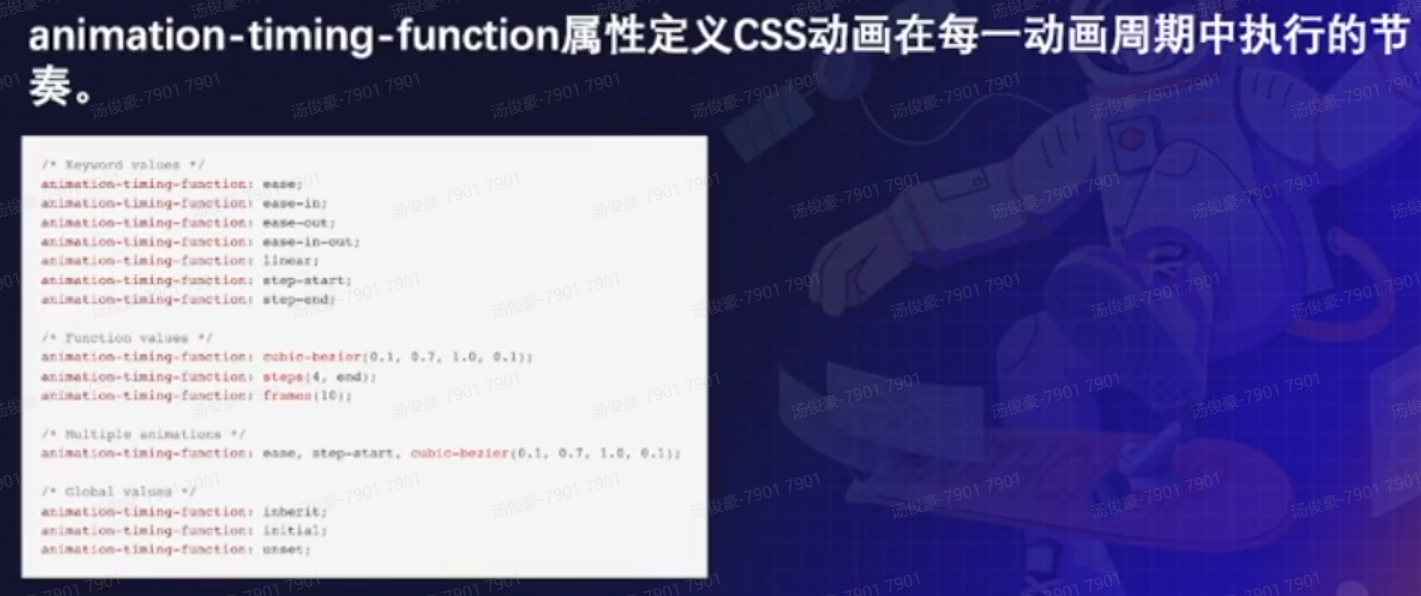 animation-timing-function属性定义CSS动画在每一动画周期中执行的节
奏。
/* Keyword values */
animation-timing-function: ease;
animation-timing-function: ease-in;
animation-timing-function: ease-out;
animation-timing-function: ease-in-out;
animation-timing-function: linear;
animation-timing-function: step-start;
animation-timing-function: step-end;
/* Function values */
animation-timing-function: cubic-bezier(0.1, 0.7, 1.0, 0.1);
animation-timing-function: steps(4, end);
animation-timing-function: frames(10);
/* Multiple animations */
animation-timing-function: ease, step-start, cubic-bezier(0.1, 0.7, 1.0, 0.1);
/* Global values */
animation-timing-function: inherit;
animation-timing-function: initial;
animation-timing-function: unset;
汤俊豪-7901 7901